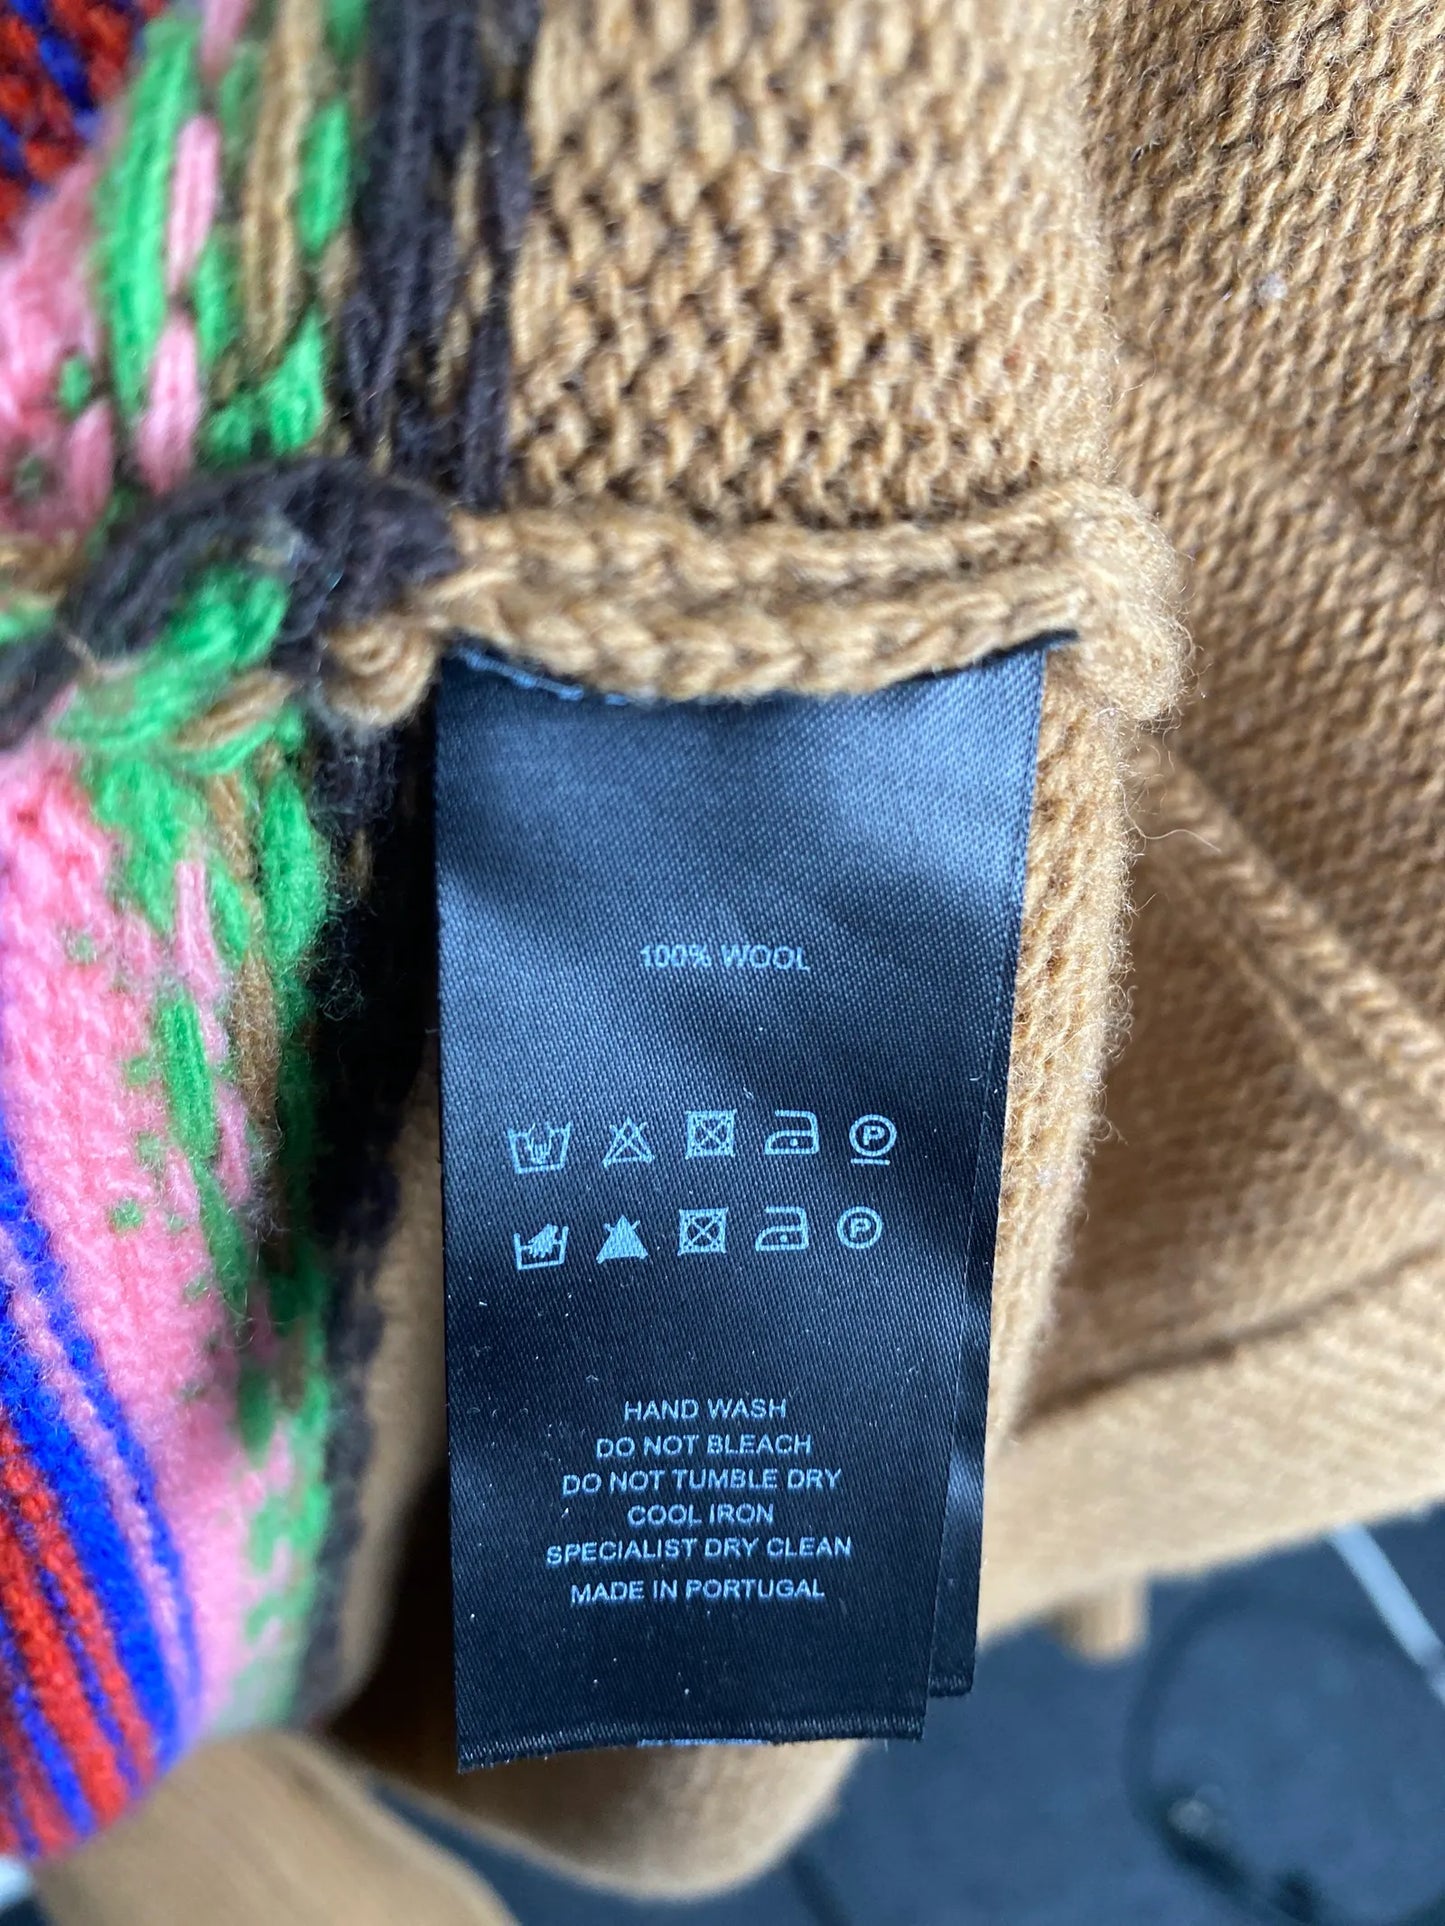 100% WOOL
P
P
HAND WASH
DO NOT BLEACH
DO NOT TUMBLE DRY
COOL IRON
SPECIALIST DRY CLEAN
MADE IN PORTUGAL